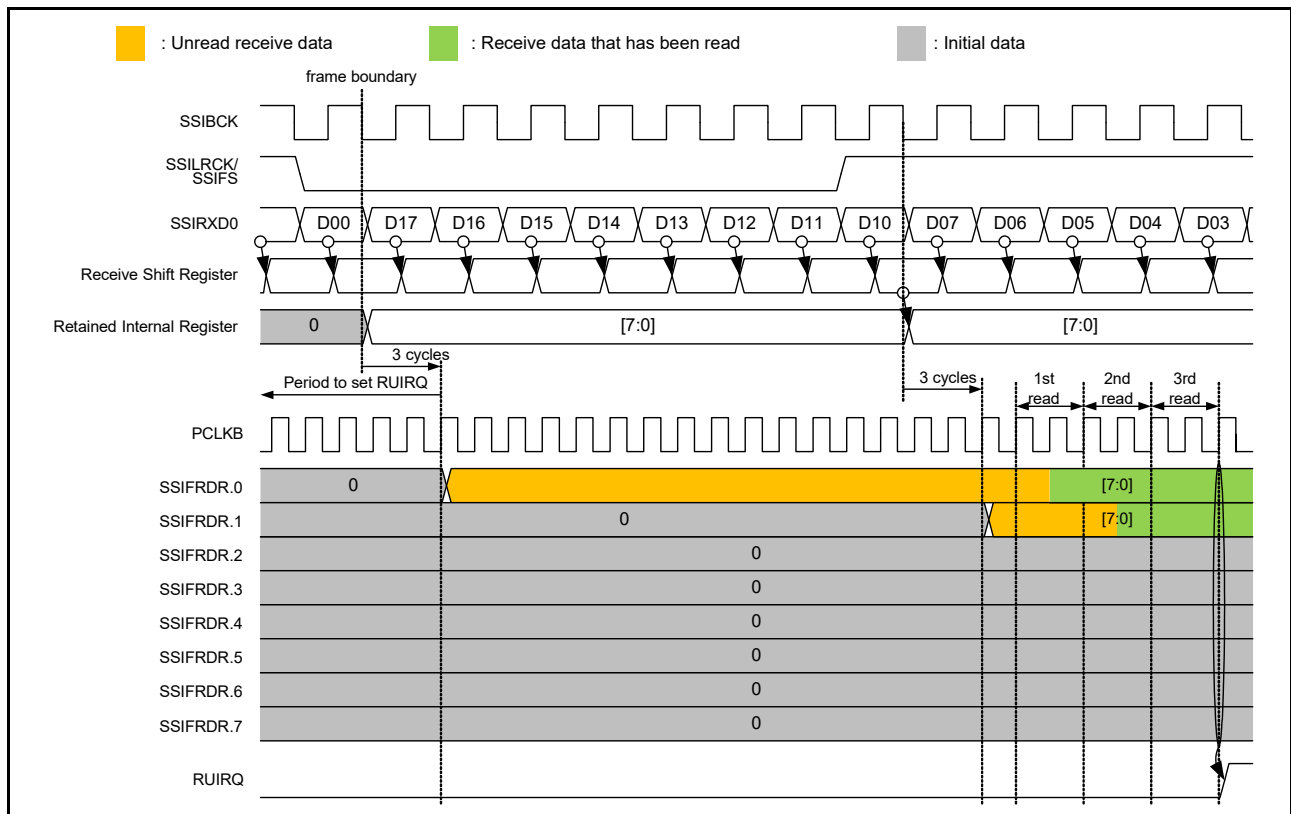 : Unread receive data : Receive data that has been read : Initial data
frame boundary
SSIBCK
SSILRCK/
SSIFS
SSIRXD0 D00 D17 D16 D15 D14 D13 D12 D11 D10 D07 D06 D05 D04 D03
Receive Shift Register
Retained Internal Register 0 [7:0] [7:0]
3 cycles
Period to set RUIRQ 3 cycles 1st read 2nd read 3rd read
PCLKB
SSIFRDR.0 0 [7:0]
SSIFRDR.1 0 [7:0]
SSIFRDR.2 0
SSIFRDR.3 0
SSIFRDR.4 0
SSIFRDR.5 0
SSIFRDR.6 0
SSIFRDR.7 0
RUIRQ